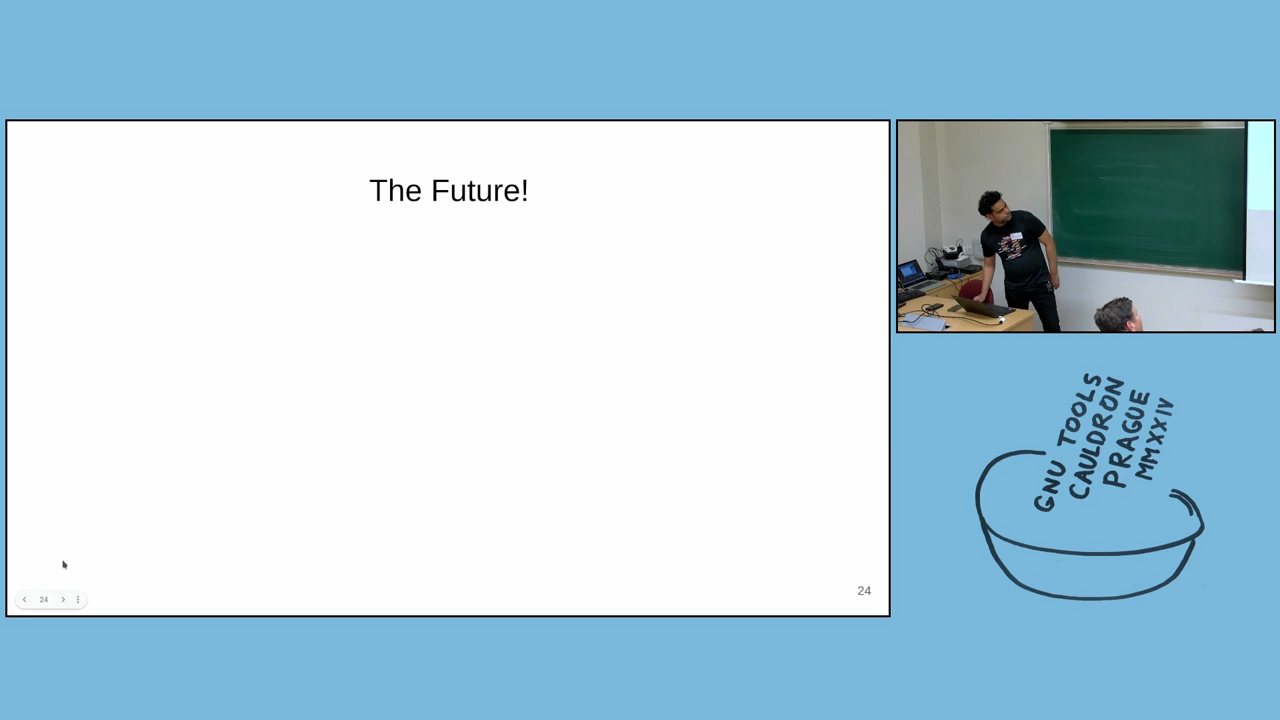 The Future!
24
24
GNU TOOLS
CAULDRON
PRAGUE
MMXXIV